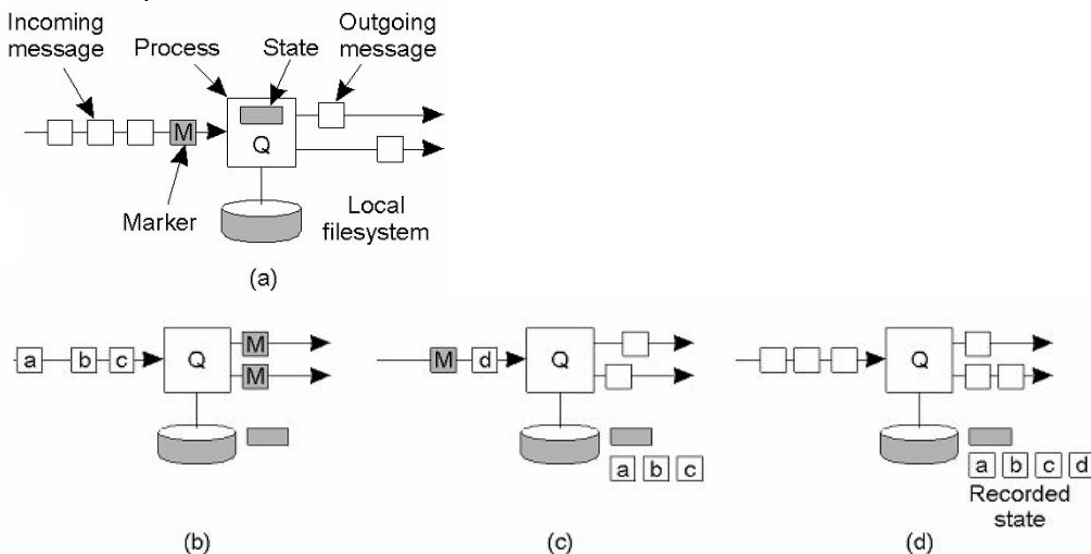 Incoming message
Process
State
Outgoing message
M
Q
Marker
Local filesystem
(a)
a b c Q M M
(b)
M d Q
a b c
(c)
Q
a b c d
Recorded state
(d)